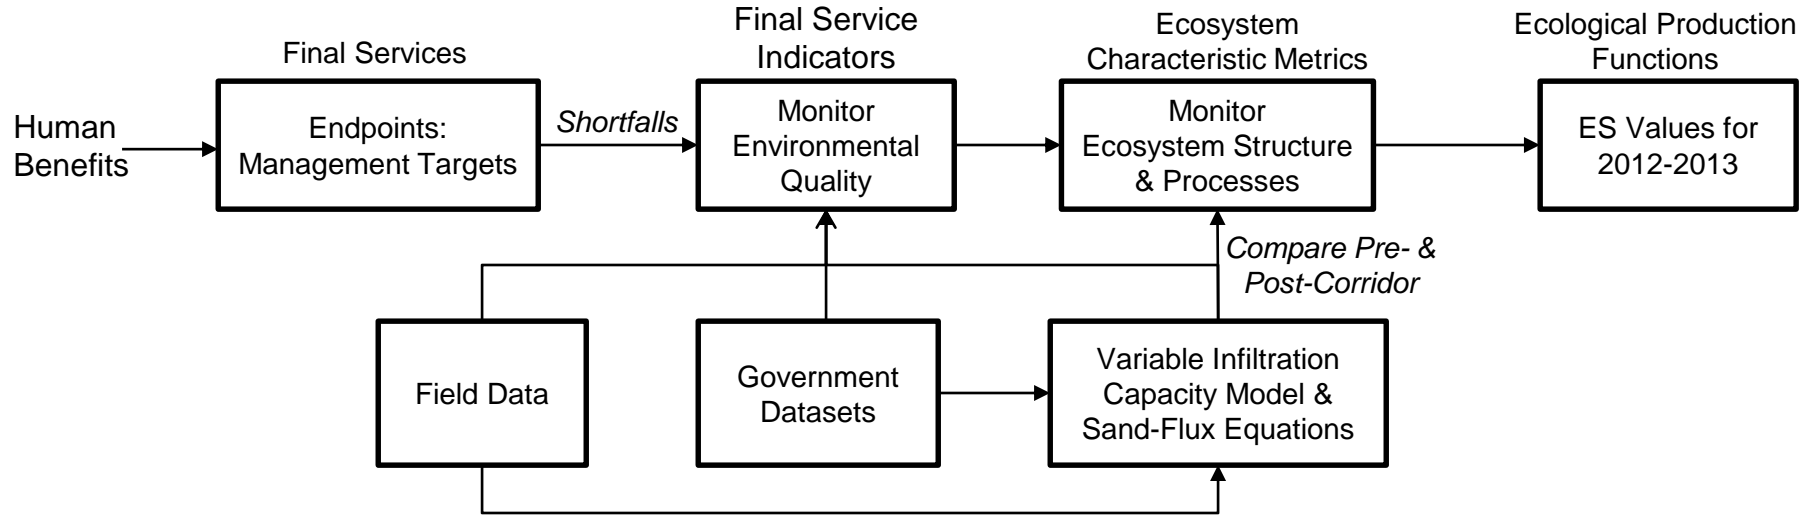 Human
Benefits
Final Services
Endpoints:
Management Targets
Shortfalls
Final Service
Indicators
Monitor
Environmental
Quality
Ecosystem
Characteristic Metrics
Monitor
Ecosystem Structure
& Processes
Ecological Production
Functions
ES Values for
2012-2013
Compare Pre- &
Post-Corridor
Field Data
Government
Datasets
Variable Infiltration
Capacity Model &
Sand-Flux Equations